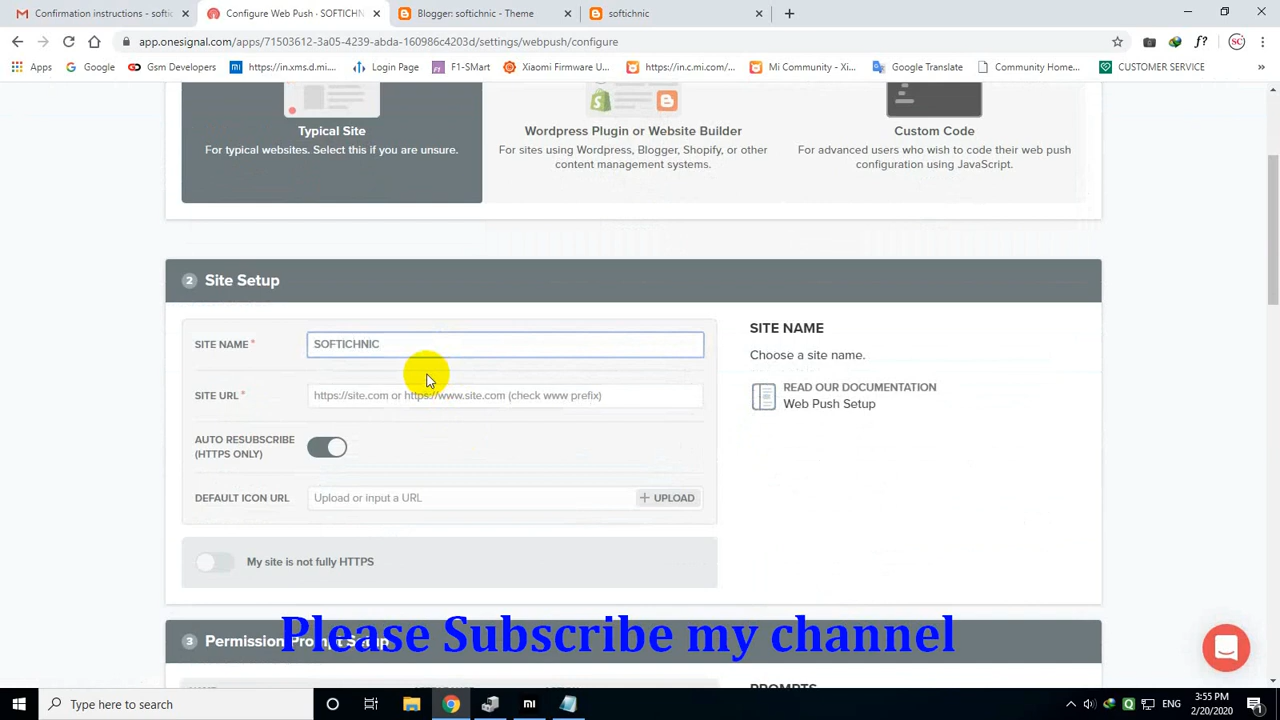 Confirmation instructions - softic
Configure Web Push · SOFTICHN
Blogger: softichnic - Theme
softichnic
app.onesignal.com/apps/71503612-3a05-4239-abda-160986c4203d/settings/webpush/configure
Apps
Google
Gsm Developers
https://in.xms.d.mi...
Login Page
F1-SMart
Xiaomi Firmware U...
https://in.c.mi.com/...
Mi Community - Xi...
Google Translate
Community Home...
CUSTOMER SERVICE
»
Typical Site
For typical websites. Select this if you are unsure.
Wordpress Plugin or Website Builder
For sites using Wordpress, Blogger, Shopify, or other
content management systems.
Custom Code
For advanced users who wish to code their web push
configuration using JavaScript.
2 Site Setup
SITE NAME *
SOFTICHNIC
SITE URL *
https://site.com or https://www.site.com (check www prefix)
AUTO RESUBSCRIBE
(HTTPS ONLY)
DEFAULT ICON URL
Upload or input a URL
+ UPLOAD
My site is not fully HTTPS
SITE NAME
Choose a site name.
READ OUR DOCUMENTATION
Web Push Setup
3 Permission Prompt Setup
Please Subscribe my channel
PROMPTS
Type here to search
mi
ENG
3:55 PM
2/20/2020